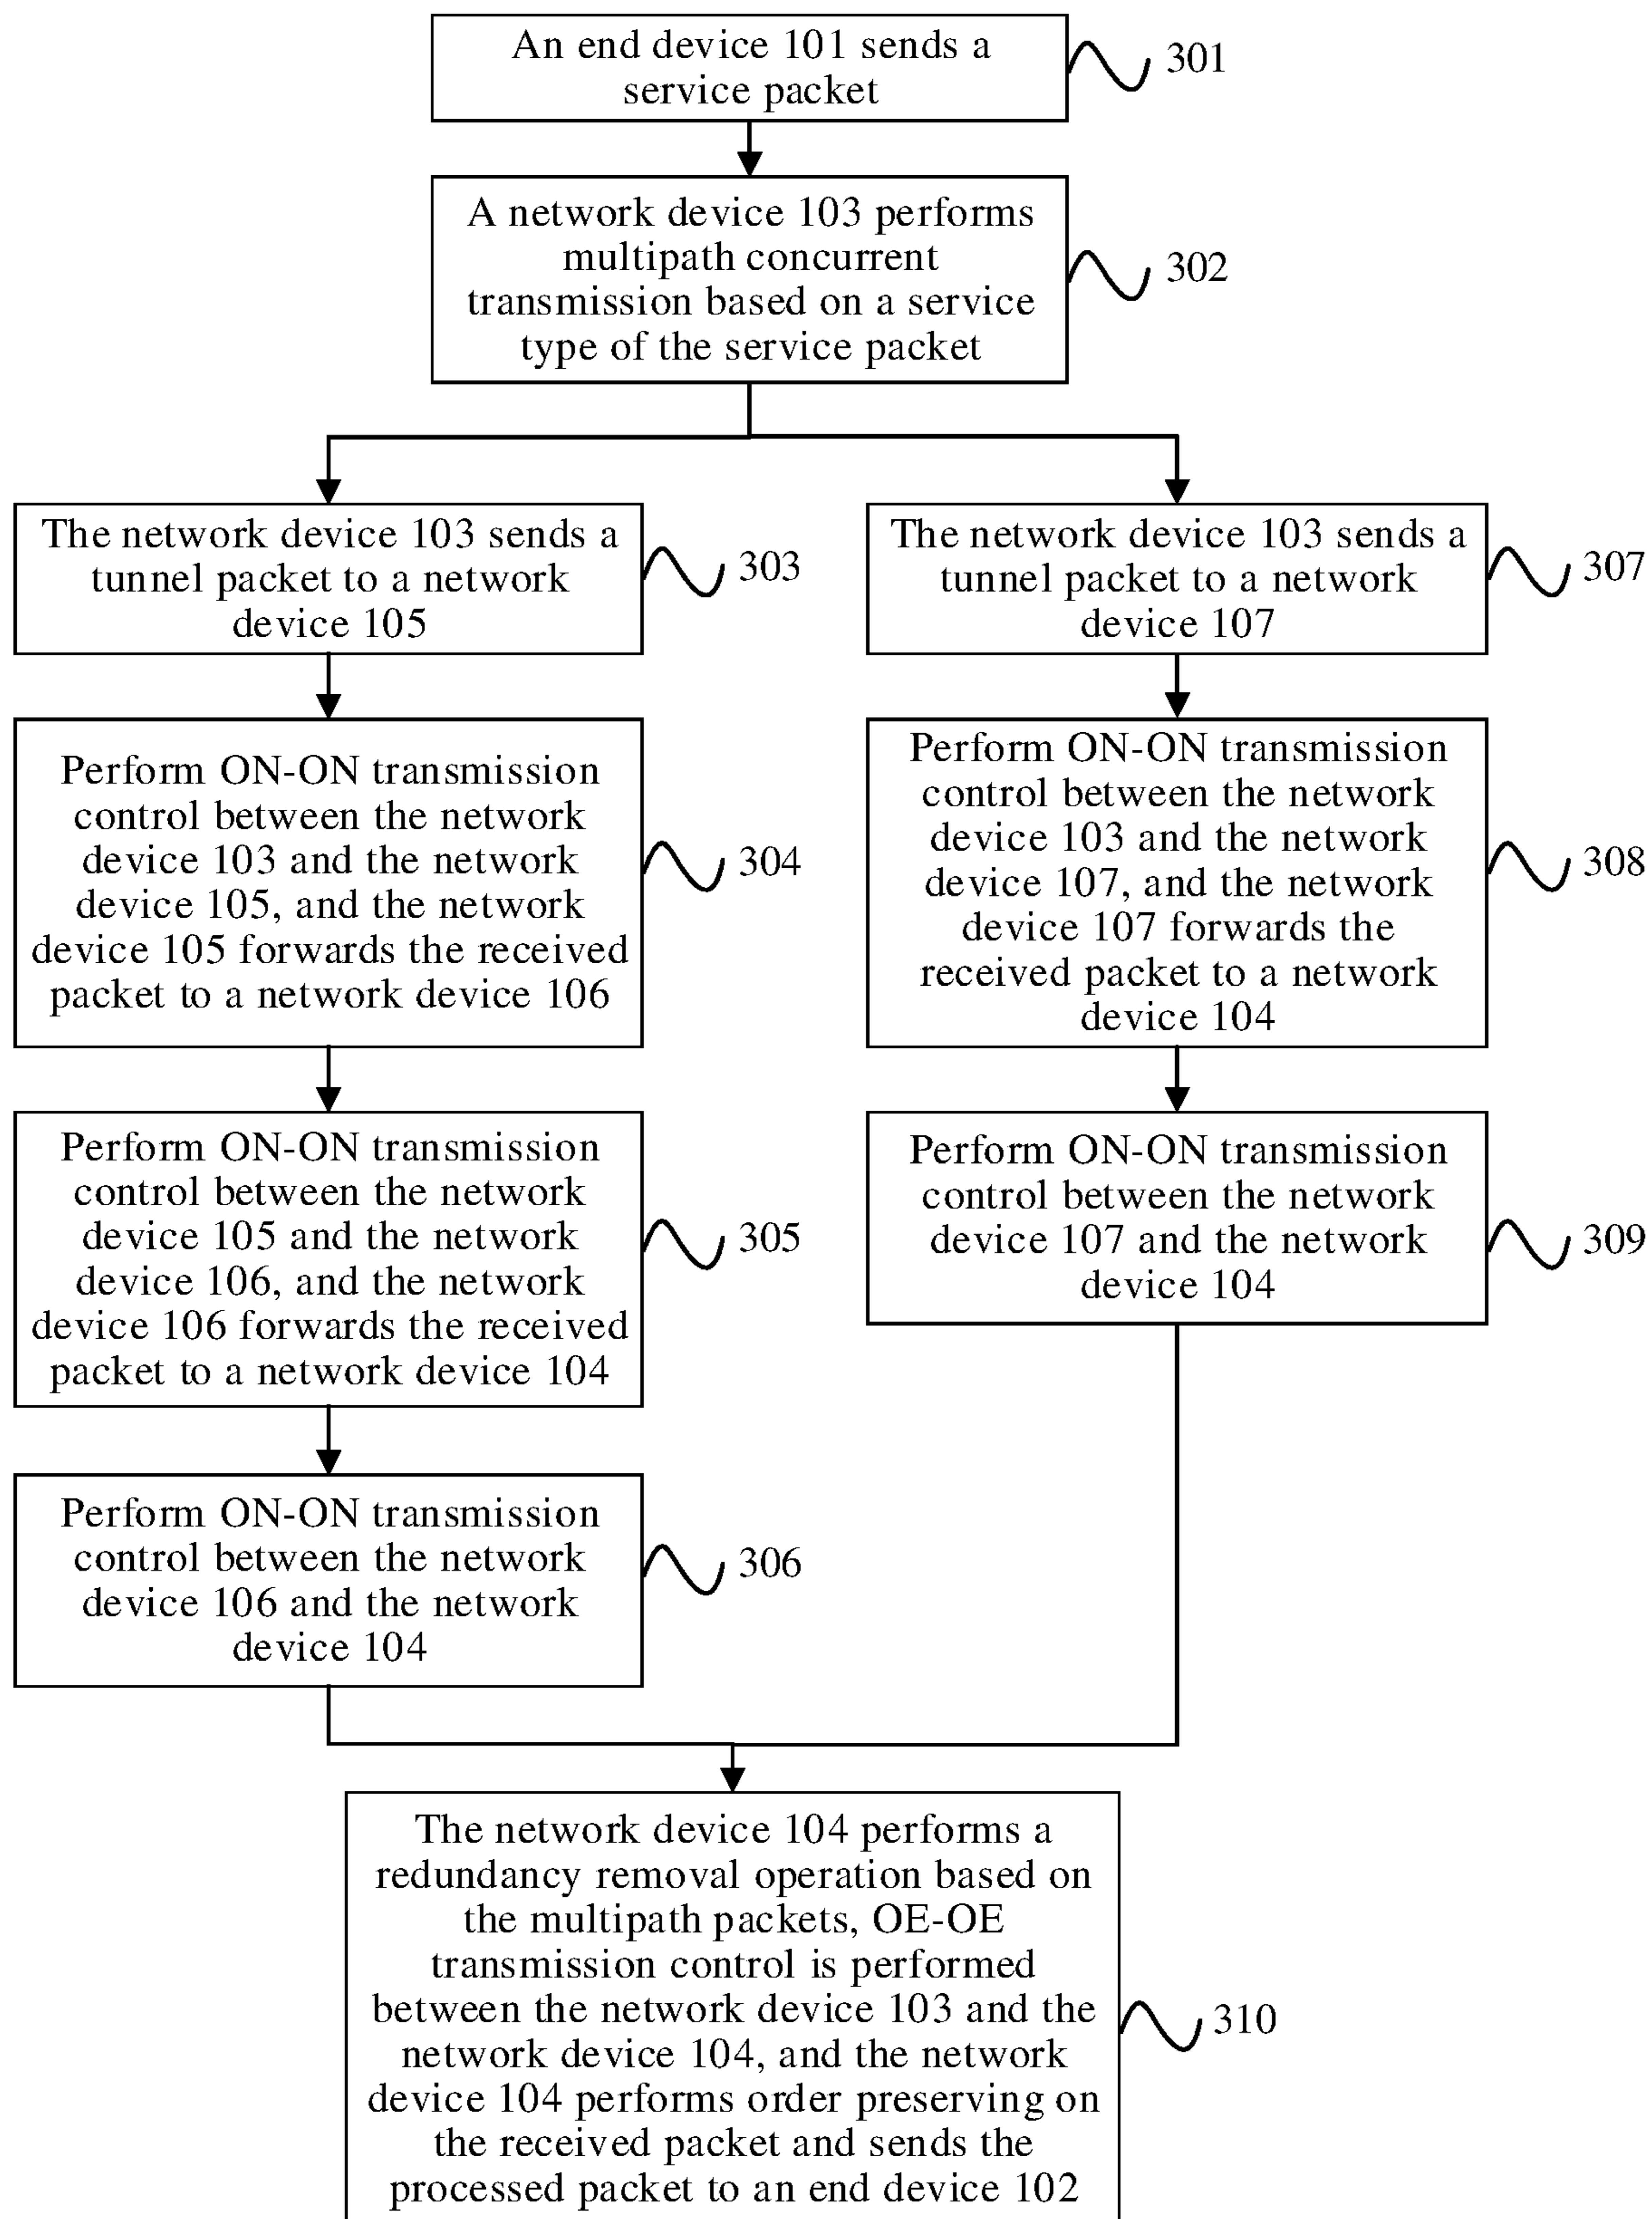 An end device 101 sends a
service packet
301
A network device 103 performs
multipath concurrent
transmission based on a service
type of the service packet
302
The network device 103 sends a
tunnel packet to a network
device 105
303
Perform ON-ON transmission
control between the network
device 103 and the network
device 105, and the network
device 105 forwards the received
packet to a network device 106
304
Perform ON-ON transmission
control between the network
device 105 and the network
device 106, and the network
device 106 forwards the received
packet to a network device 104
305
Perform ON-ON transmission
control between the network
device 106 and the network
device 104
306
The network device 103 sends a
tunnel packet to a network
device 107
307
Perform ON-ON transmission
control between the network
device 103 and the network
device 107, and the network
device 107 forwards the
received packet to a network
device 104
308
Perform ON-ON transmission
control between the network
device 107 and the network
device 104
309
The network device 104 performs a
redundancy removal operation based on
the multipath packets, OE-OE
transmission control is performed
between the network device 103 and the
network device 104, and the network
device 104 performs order preserving on
the received packet and sends the
processed packet to an end device 102
310